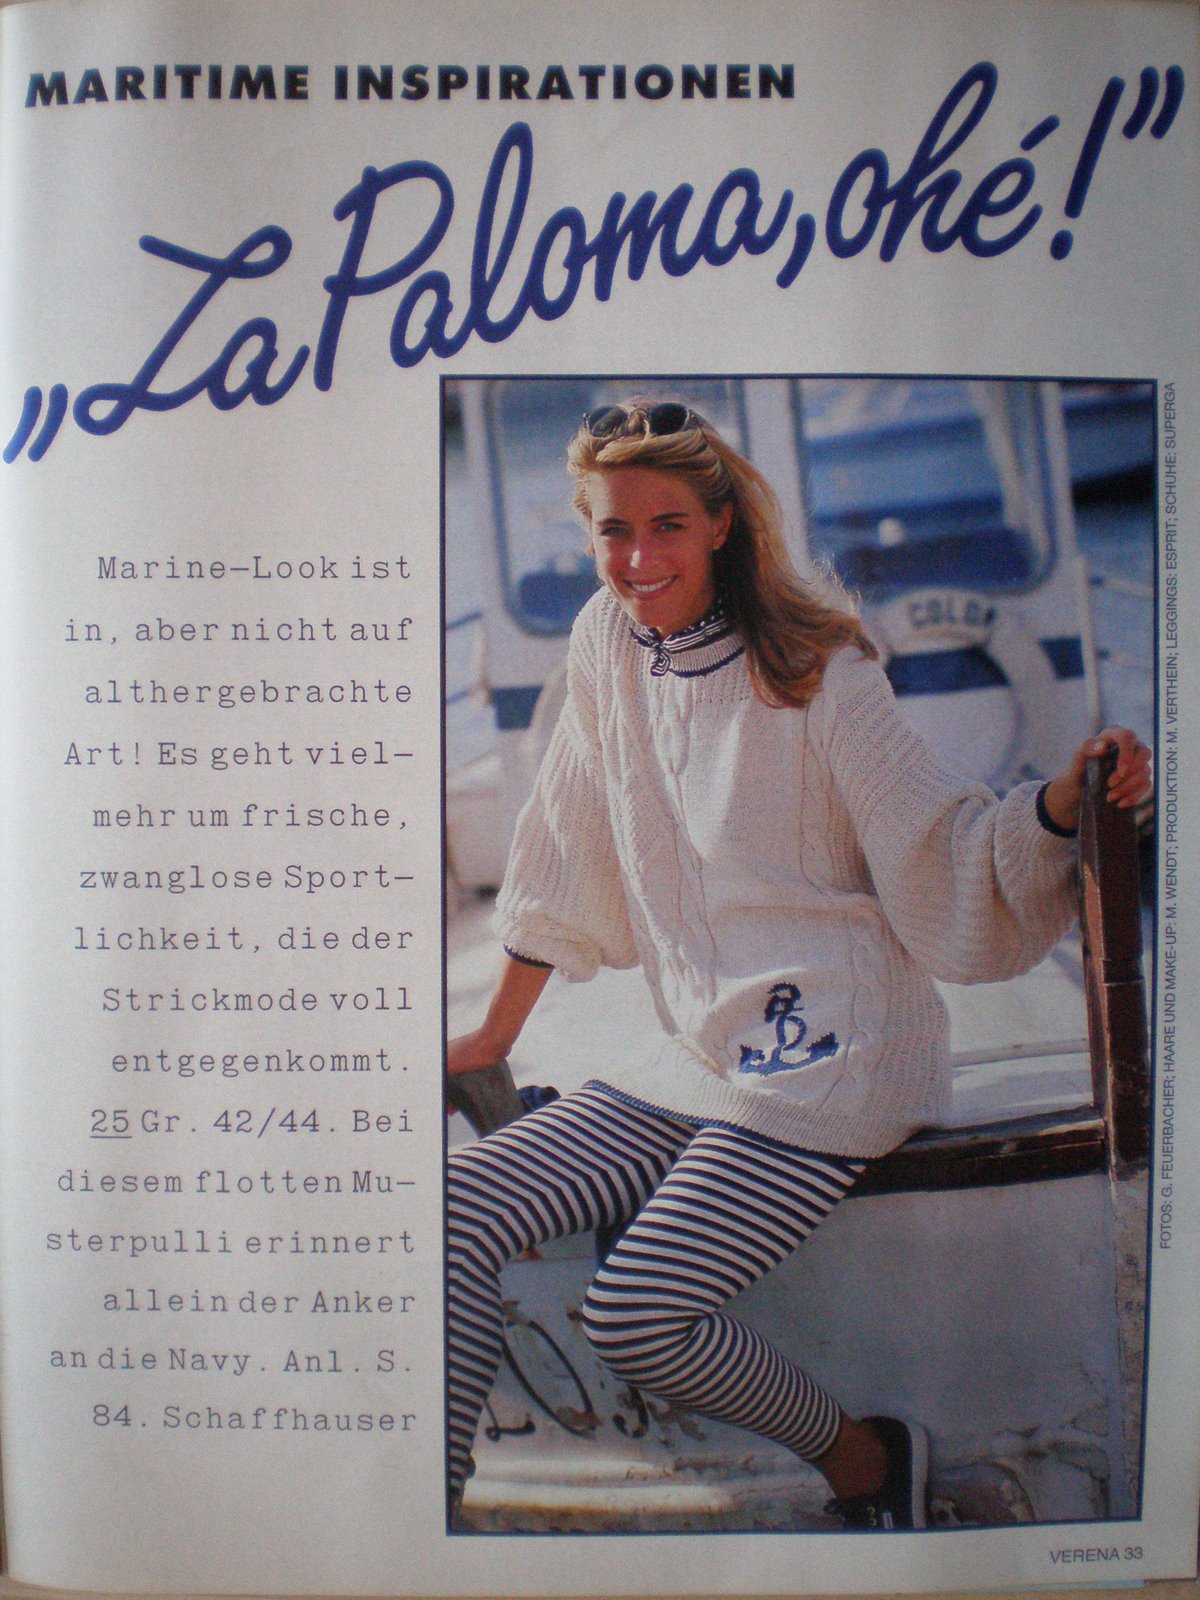 MARITIME INSPIRATIONEN
„La Paloma, ohé!”
Marine-Look ist
in, aber nicht auf
althergebrachte
Art! Es geht viel-
mehr um frische,
zwanglose Sport-
lichkeit, die der
Strickmode voll
entgegenkommt.
25 Gr. 42/44. Bei
diesem flotten Mu-
sterpulli erinnert
allein der Anker
an die Navy. Anl. S.
84. Schaffhauser
COLO
FOTOS: G. FEUERBACHER; HAARE UND MAKE-UP: M. WENDT; PRODUKTION: M. VERTHEIN; LEGGINGS: ESPRIT; SCHUHE: SUPERGA
VERENA 33